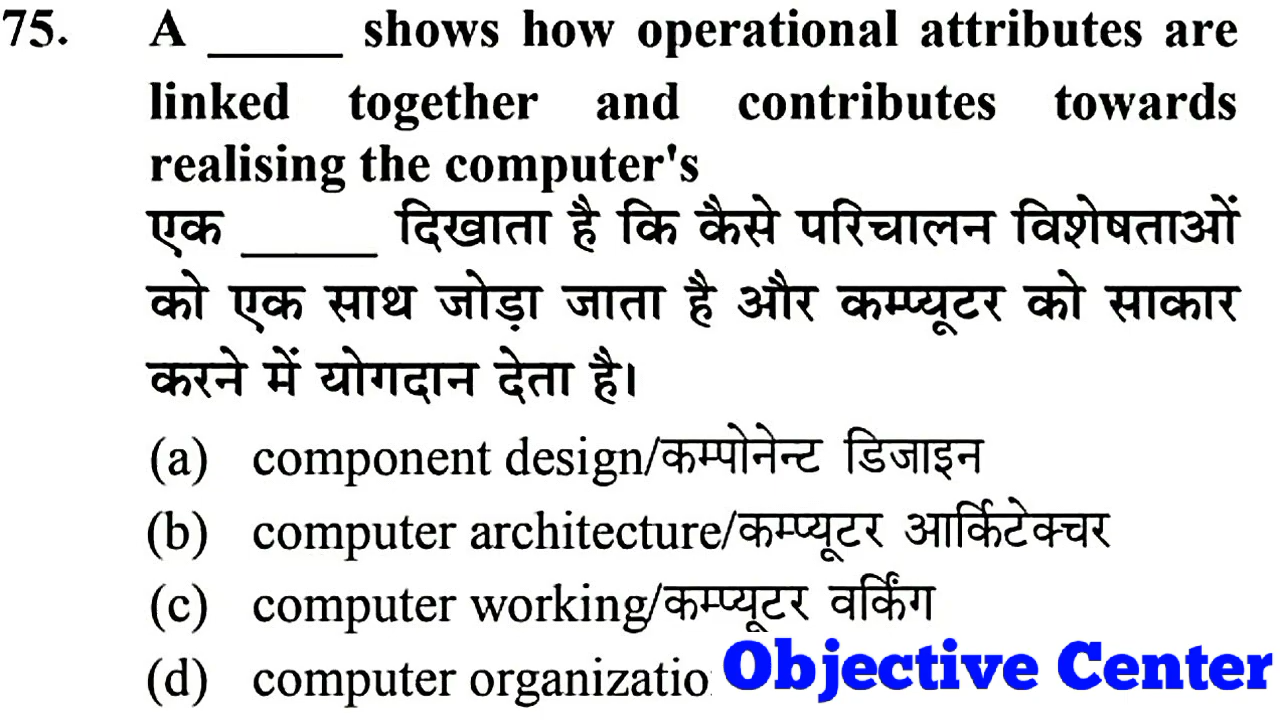 75. A _____ shows how operational attributes are
linked together and contributes towards
realising the computer's
एक _____ दिखाता है कि कैसे परिचालन विशेषताओं
को एक साथ जोड़ा जाता है और कम्प्यूटर को साकार
करने में योगदान देता है।
(a) component design/कम्पोनेन्ट डिजाइन
(b) computer architecture/कम्प्यूटर आर्किटेक्चर
(c) computer working/कम्प्यूटर वर्किंग
(d) computer organizatio
Objective Center